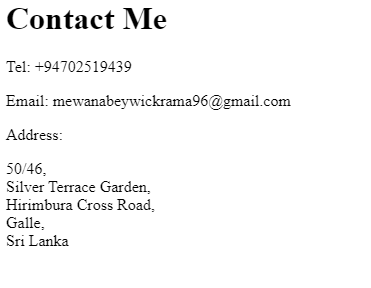 Contact Me
Tel: +94702519439
Email: mewanabeywickrama96@gmail.com
Address:
50/46,
Silver Terrace Garden,
Hirimbura Cross Road,
Galle,
Sri Lanka